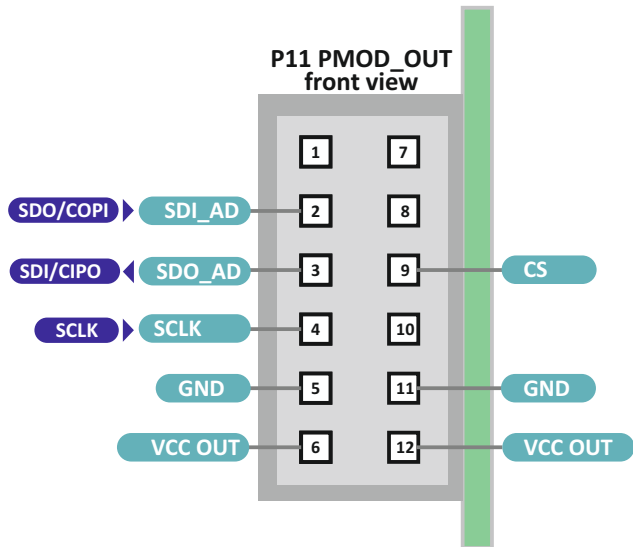 P11 PMOD_OUT
front view
1 7
SDO/COPI SDI_AD 2 8
SDI/CIPO SDO_AD 3 9 CS
SCLK SCLK 4 10
GND 5 11 GND
VCC OUT 6 12 VCC OUT